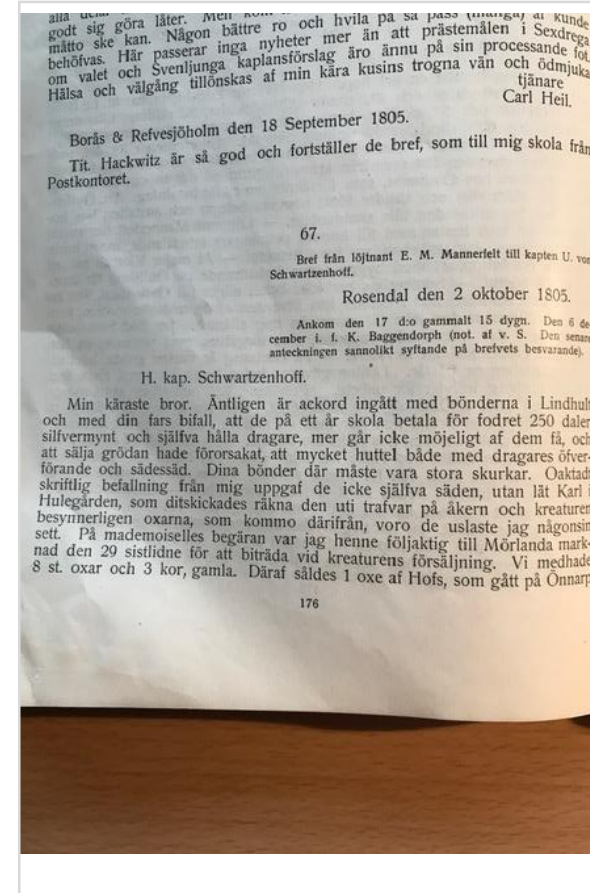 godt sig göra låter. Men
måtto ske kan. Någon bättre ro och hvila på så pass (många) år kunde
behöfvas. Här passerar inga nyheter mer än att prästemålen i Sexdrega
om valet och Svenljunga kaplansförslag äro ännu på sin processande fot.
Hälsa och välgång tillönskas af min kära kusins trogna vän och ödmjuka
tjänare
Carl Heil.
Borås & Refvesjöholm den 18 September 1805.
Tit. Hackwitz är så god och fortställer de bref, som till mig skola från
Postkontoret.
67.
Bref från löjtnant E. M. Mannerfelt till kapten U. von
Schwartzenhoff.
Rosendal den 2 oktober 1805.
Ankom den 17 d:o gammalt 15 dygn. Den 6 de-
cember i. f. K. Baggendorph (not. af v. S. Den senare
anteckningen sannolikt syftande på brefvets besvarande).
H. kap. Schwartzenhoff.
Min käraste bror. Äntligen är ackord ingått med bönderna i Lindhult
och med din fars bifall, att de på ett år skola betala för fodret 250 daler
silfvermynt och själfva hålla dragare, mer går icke möjeligt af dem få, och
att sälja grödan hade förorsakat, att mycket huttel både med dragares öfver-
förande och sädessäd. Dina bönder där måste vara stora skurkar. Oaktadt
skriftlig befallning från mig uppgaf de icke själfva säden, utan lät Karl i
Hulegården, som ditskickades räkna den uti trafvar på åkern och kreaturen
besynnerligen oxarna, som kommo därifrån, voro de uslaste jag någonsin
sett. På mademoiselles begäran var jag henne följaktig till Mörlanda mark-
nad den 29 sistlidne för att biträda vid kreaturens försäljning. Vi medhade
8 st. oxar och 3 kor, gamla. Däraf såldes 1 oxe af Hofs, som gått på Önnarp
176